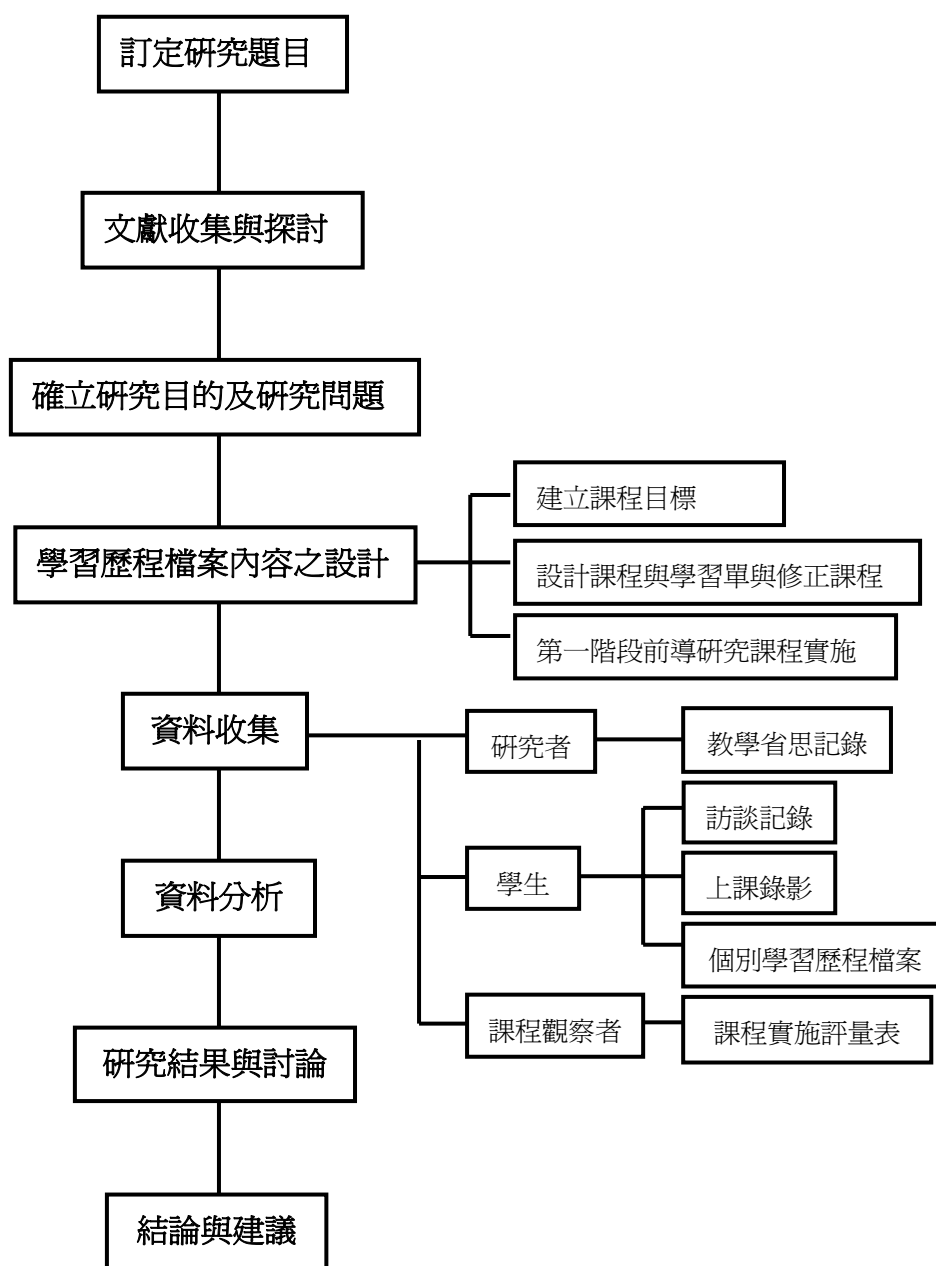 訂定研究題目
文獻收集與探討
確立研究目的及研究問題
學習歷程檔案內容之設計
建立課程目標
設計課程與學習單與修正課程
第一階段前導研究課程實施
資料收集
研究者
教學省思記錄
學生
訪談記錄
上課錄影
個別學習歷程檔案
課程觀察者
課程實施評量表
資料分析
研究結果與討論
結論與建議